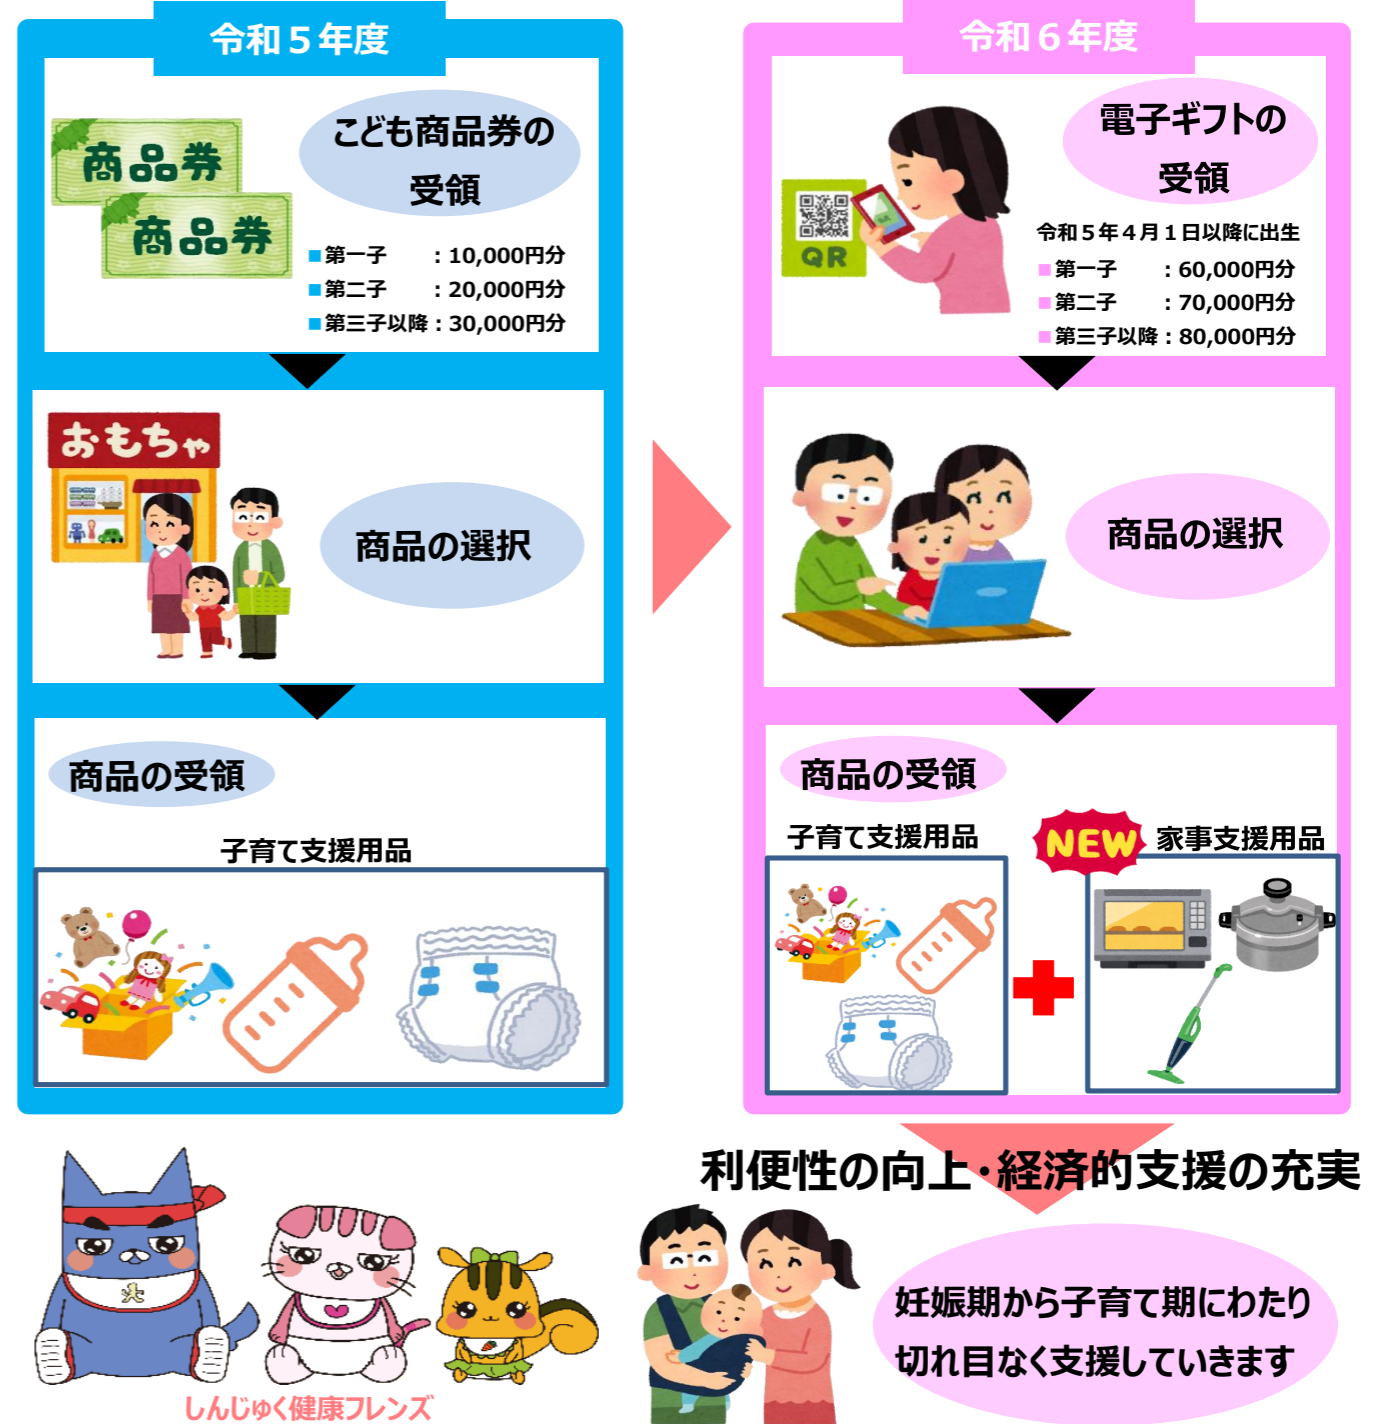 令和５年度
商品券
商品券
こども商品券の
受領
■第一子　　：10,000円分
■第二子　　：20,000円分
■第三子以降：30,000円分
おもちゃ
商品の選択
商品の受領
子育て支援用品
令和６年度
QR
電子ギフトの
受領
令和５年４月１日以降に出生
■第一子　　：60,000円分
■第二子　　：70,000円分
■第三子以降：80,000円分
商品の選択
商品の受領
子育て支援用品
NEW
家事支援用品
利便性の向上・経済的支援の充実
妊娠期から子育て期にわたり
切れ目なく支援していきます
しんじゅく健康フレンズ